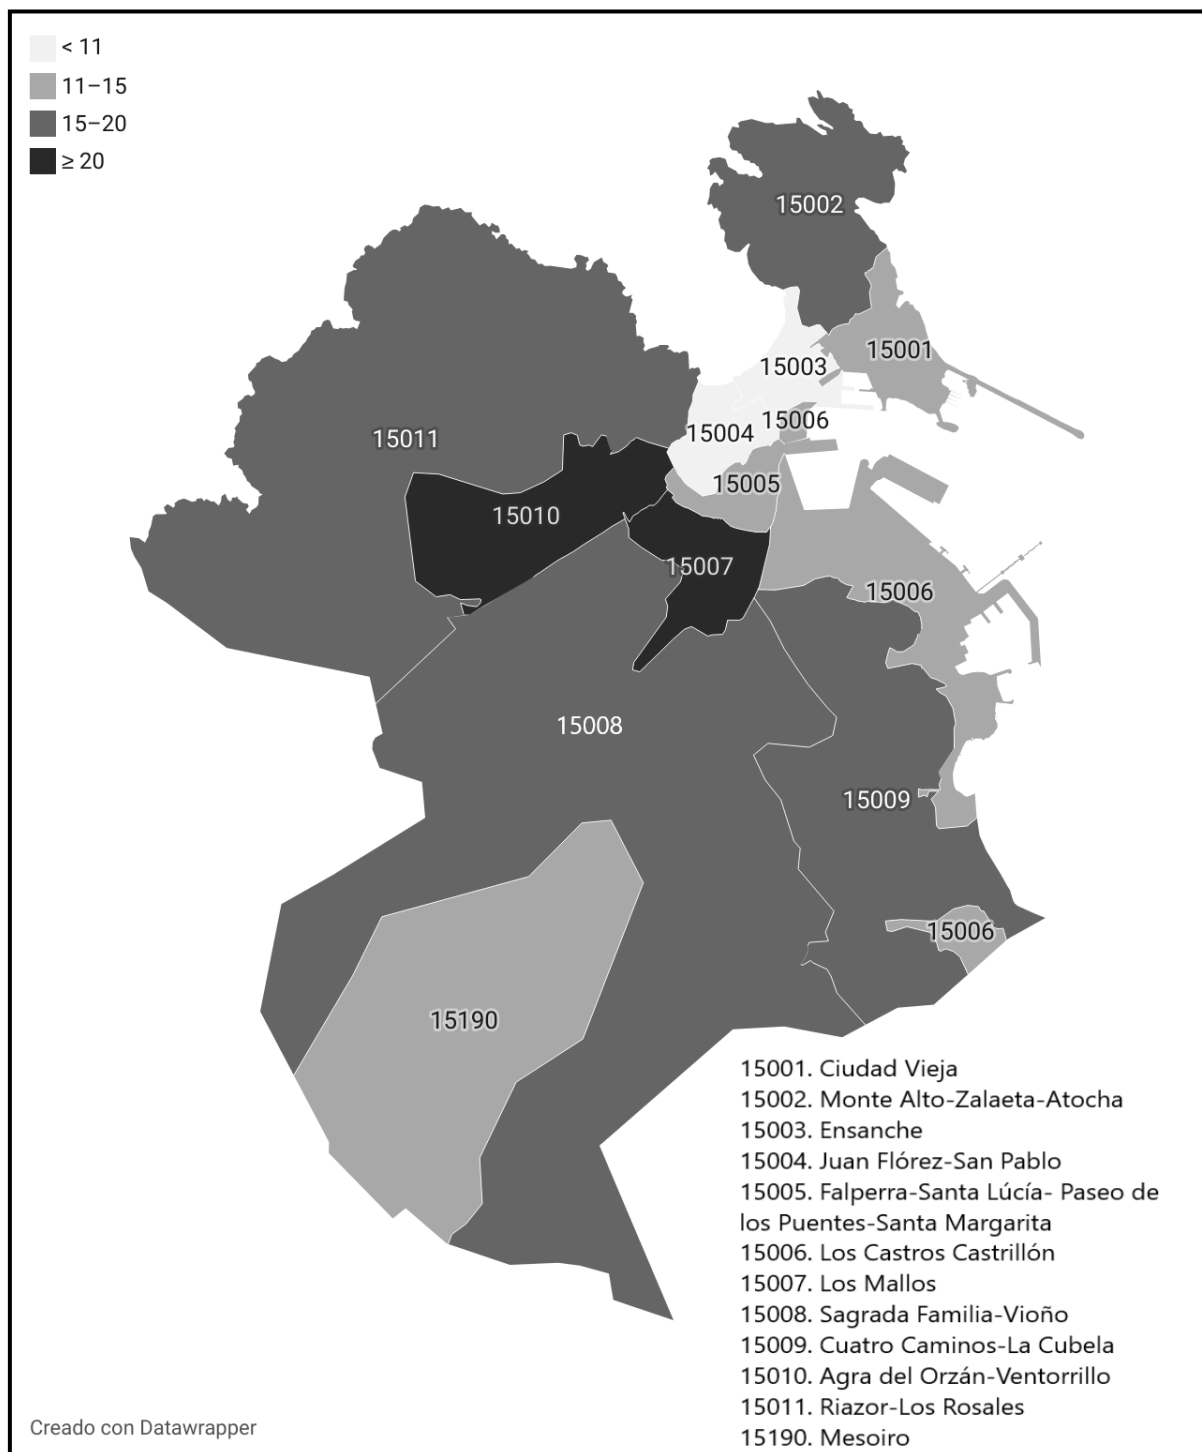 < 11
11–15
15–20
≥ 20
15002
15001
15003
15006
15004
15011
15005
15010
15007
15006
15008
15009
15006
15190
15001. Ciudad Vieja
15002. Monte Alto-Zalaeta-Atocha
15003. Ensanche
15004. Juan Flórez-San Pablo
15005. Falperra-Santa Lúcía- Paseo de
los Puentes-Santa Margarita
15006. Los Castros Castrillón
15007. Los Mallos
15008. Sagrada Familia-Vioño
15009. Cuatro Caminos-La Cubela
15010. Agra del Orzán-Ventorrillo
15011. Riazor-Los Rosales
15190. Mesoiro
Creado con Datawrapper